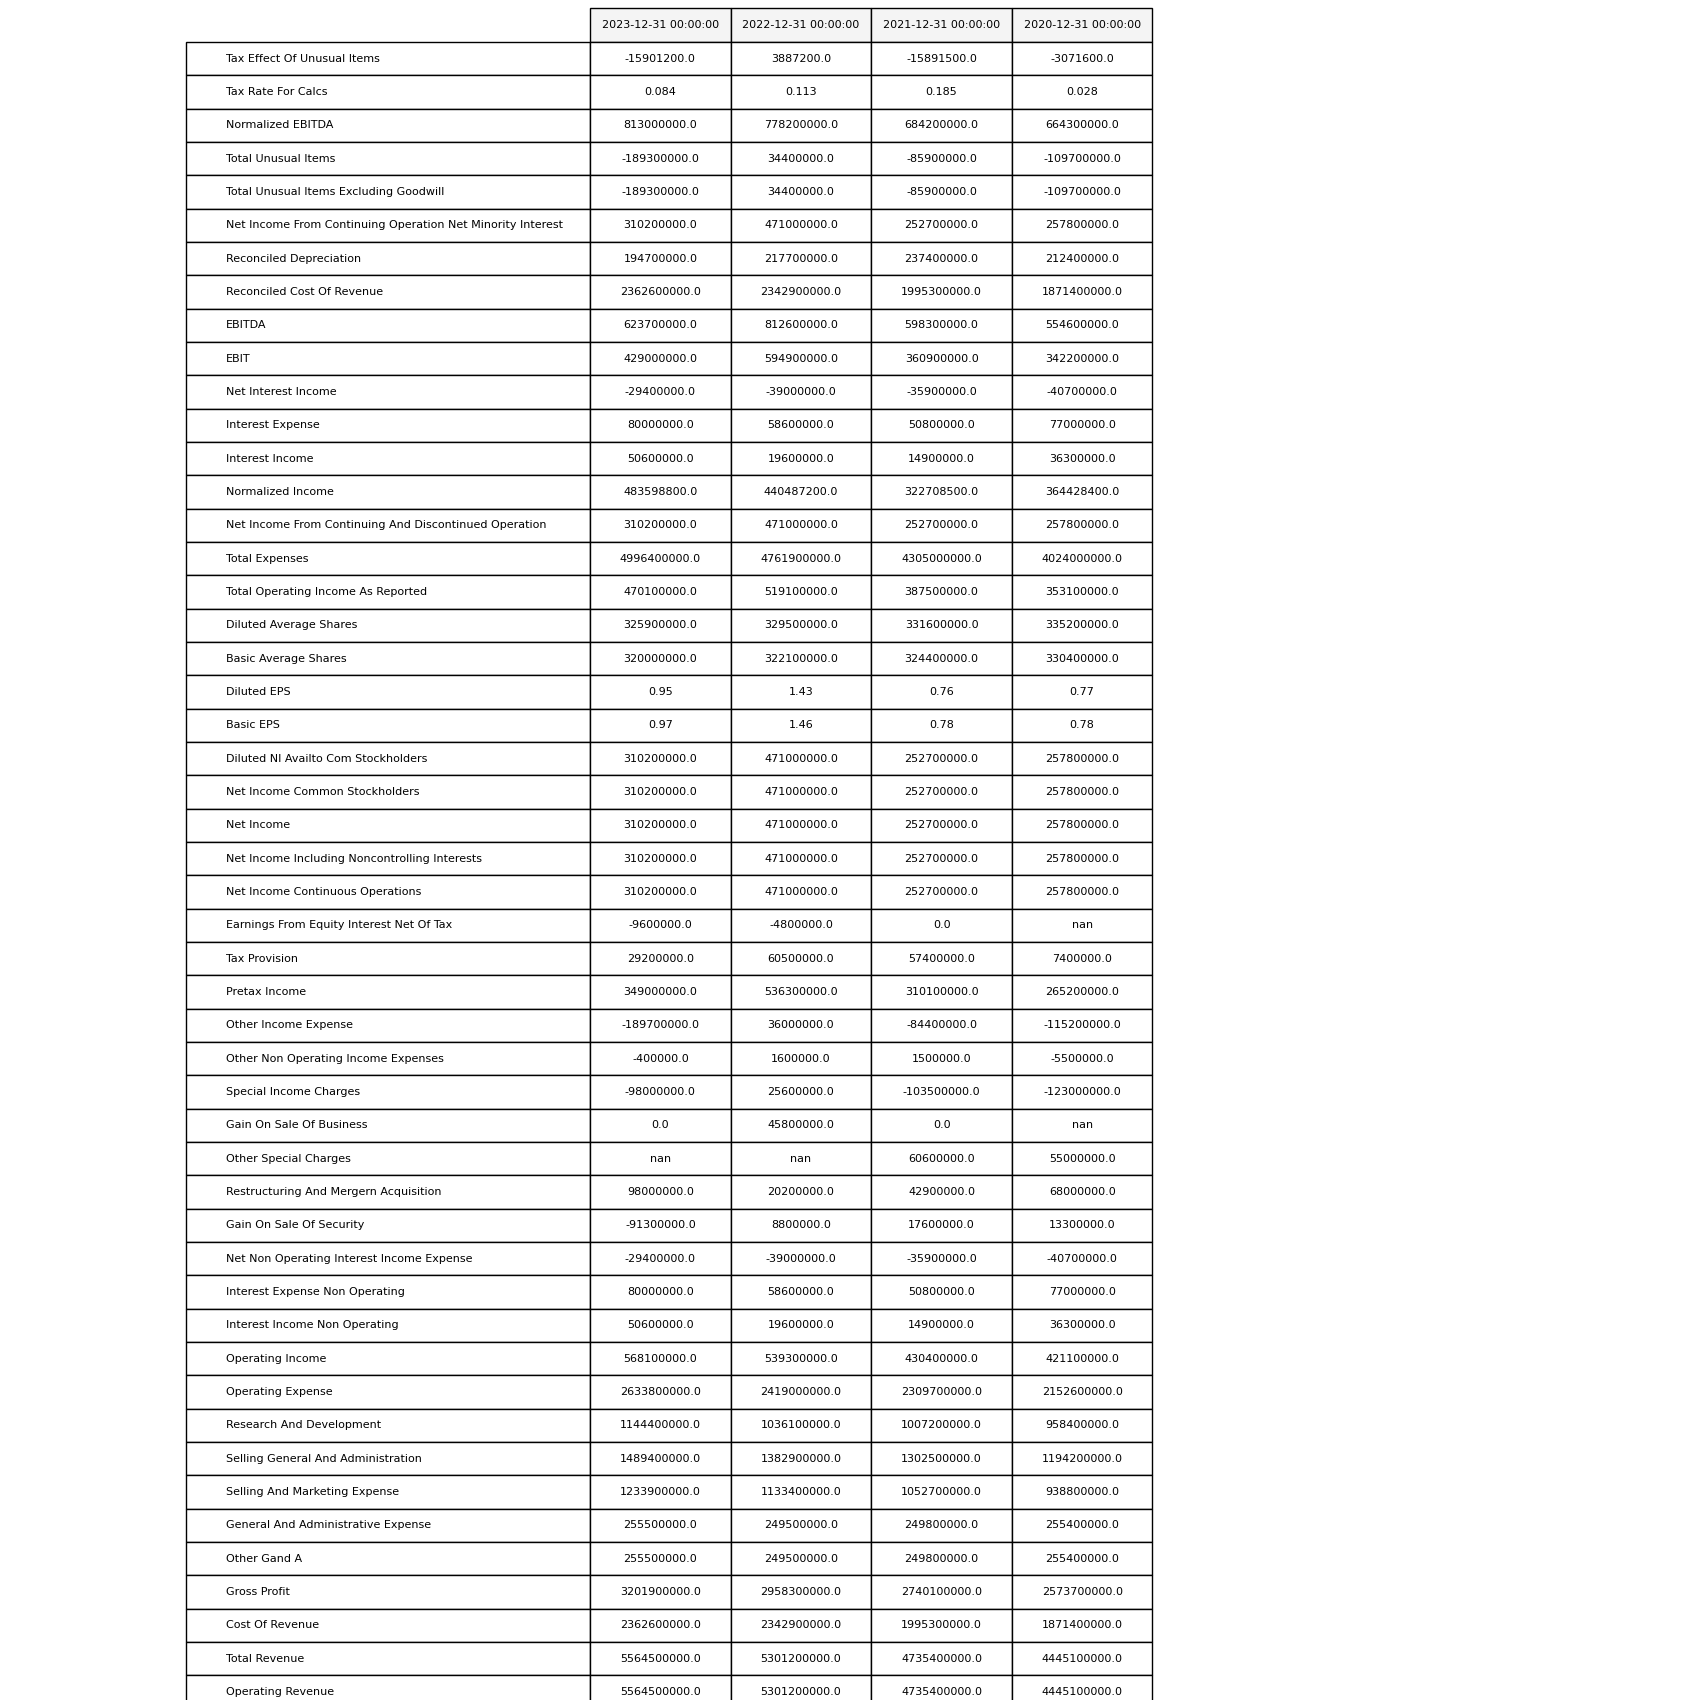 2023-12-31 00:00:00 2022-12-31 00:00:00 2021-12-31 00:00:00 2020-12-31 00:00:00
Tax Effect Of Unusual Items -15901200.0 3887200.0 -15891500.0 -3071600.0
Tax Rate For Calcs 0.084 0.113 0.185 0.028
Normalized EBITDA 813000000.0 778200000.0 684200000.0 664300000.0
Total Unusual Items -189300000.0 34400000.0 -85900000.0 -109700000.0
Total Unusual Items Excluding Goodwill -189300000.0 34400000.0 -85900000.0 -109700000.0
Net Income From Continuing Operation Net Minority Interest 310200000.0 471000000.0 252700000.0 257800000.0
Reconciled Depreciation 194700000.0 217700000.0 237400000.0 212400000.0
Reconciled Cost Of Revenue 2362600000.0 2342900000.0 1995300000.0 1871400000.0
EBITDA 623700000.0 812600000.0 598300000.0 554600000.0
EBIT 429000000.0 594900000.0 360900000.0 342200000.0
Net Interest Income -29400000.0 -39000000.0 -35900000.0 -40700000.0
Interest Expense 80000000.0 58600000.0 50800000.0 77000000.0
Interest Income 50600000.0 19600000.0 14900000.0 36300000.0
Normalized Income 483598800.0 440487200.0 322708500.0 364428400.0
Net Income From Continuing And Discontinued Operation 310200000.0 471000000.0 252700000.0 257800000.0
Total Expenses 4996400000.0 4761900000.0 4305000000.0 4024000000.0
Total Operating Income As Reported 470100000.0 519100000.0 387500000.0 353100000.0
Diluted Average Shares 325900000.0 329500000.0 331600000.0 335200000.0
Basic Average Shares 320000000.0 322100000.0 324400000.0 330400000.0
Diluted EPS 0.95 1.43 0.76 0.77
Basic EPS 0.97 1.46 0.78 0.78
Diluted NI Availto Com Stockholders 310200000.0 471000000.0 252700000.0 257800000.0
Net Income Common Stockholders 310200000.0 471000000.0 252700000.0 257800000.0
Net Income 310200000.0 471000000.0 252700000.0 257800000.0
Net Income Including Noncontrolling Interests 310200000.0 471000000.0 252700000.0 257800000.0
Net Income Continuous Operations 310200000.0 471000000.0 252700000.0 257800000.0
Earnings From Equity Interest Net Of Tax -9600000.0 -4800000.0 0.0 nan
Tax Provision 29200000.0 60500000.0 57400000.0 7400000.0
Pretax Income 349000000.0 536300000.0 310100000.0 265200000.0
Other Income Expense -189700000.0 36000000.0 -84400000.0 -115200000.0
Other Non Operating Income Expenses -400000.0 1600000.0 1500000.0 -5500000.0
Special Income Charges -98000000.0 25600000.0 -103500000.0 -123000000.0
Gain On Sale Of Business 0.0 45800000.0 0.0 nan
Other Special Charges nan nan 60600000.0 55000000.0
Restructuring And Mergern Acquisition 98000000.0 20200000.0 42900000.0 68000000.0
Gain On Sale Of Security -91300000.0 8800000.0 17600000.0 13300000.0
Net Non Operating Interest Income Expense -29400000.0 -39000000.0 -35900000.0 -40700000.0
Interest Expense Non Operating 80000000.0 58600000.0 50800000.0 77000000.0
Interest Income Non Operating 50600000.0 19600000.0 14900000.0 36300000.0
Operating Income 568100000.0 539300000.0 430400000.0 421100000.0
Operating Expense 2633800000.0 2419000000.0 2309700000.0 2152600000.0
Research And Development 1144400000.0 1036100000.0 1007200000.0 958400000.0
Selling General And Administration 1489400000.0 1382900000.0 1302500000.0 1194200000.0
Selling And Marketing Expense 1233900000.0 1133400000.0 1052700000.0 938800000.0
General And Administrative Expense 255500000.0 249500000.0 249800000.0 255400000.0
Other Gand A 255500000.0 249500000.0 249800000.0 255400000.0
Gross Profit 3201900000.0 2958300000.0 2740100000.0 2573700000.0
Cost Of Revenue 2362600000.0 2342900000.0 1995300000.0 1871400000.0
Total Revenue 5564500000.0 5301200000.0 4735400000.0 4445100000.0
Operating Revenue 5564500000.0 5301200000.0 4735400000.0 4445100000.0